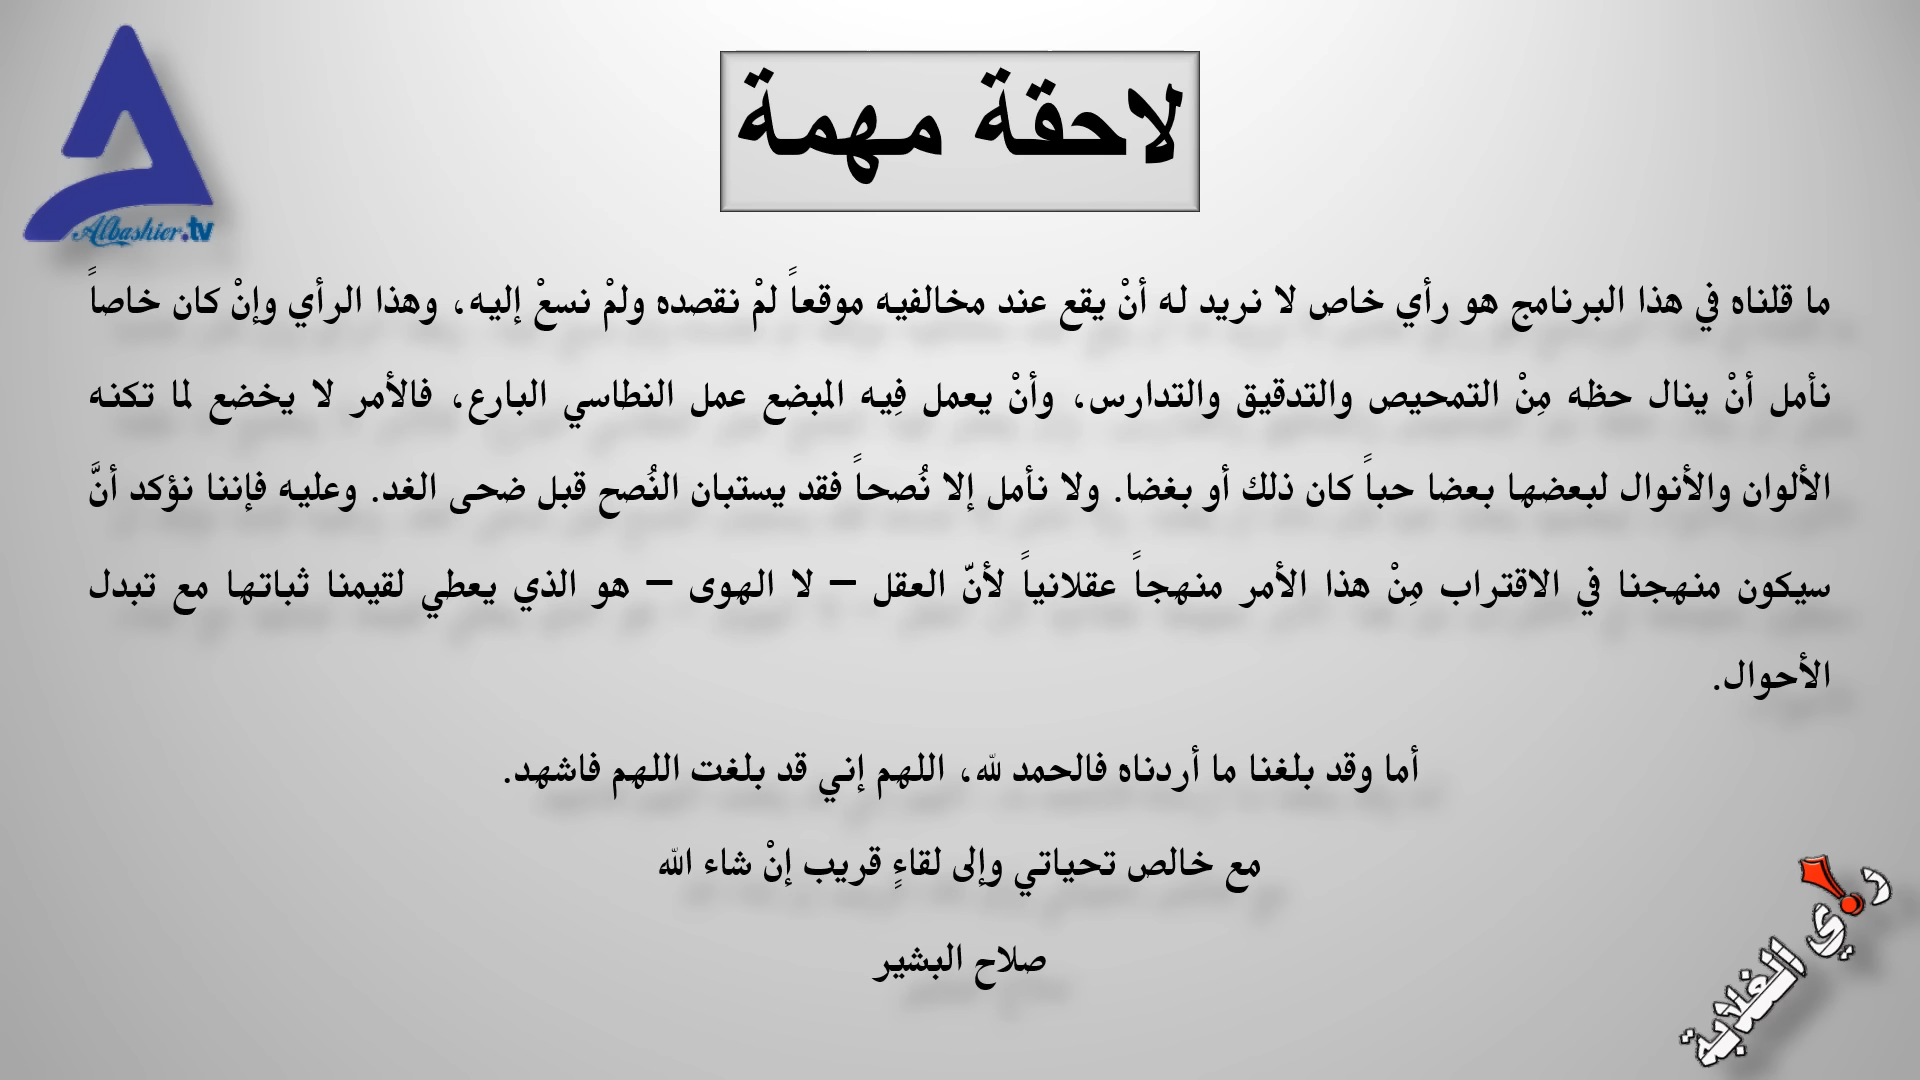 Albashier.tv
لاحقة مهمة
ما قلناه في هذا البرنامج هو رأي خاص لا نريد له أنْ يقع عند مخالفيه موقعاً لمْ نقصده ولمْ نسعْ إليه، وهذا الرأي وإنْ كان خاصاً
نأمل أنْ ينال حظه مِنْ التمحيص والتدقيق والتدارس، وأنْ يعمل فِيه المبضع عمل النطاسي البارع، فالأمر لا يخضع لما تكنه
الألوان والأنوال لبعضها بعضا حباً كان ذلك أو بغضا. ولا نأمل إلا نُصحاً فقد يستبان النُصح قبل ضحى الغد. وعليه فإننا نؤكد أنَّ
سيكون منهجنا في الاقتراب مِنْ هذا الأمر منهجاً عقلانياً لأنّ العقل – لا الهوى – هو الذي يعطي لقيمنا ثباتها مع تبدل
الأحوال.
أما وقد بلغنا ما أردناه فالحمد لله، اللهم إني قد بلغت اللهم فاشهد.
مع خالص تحياتي وإلى لقاءٍ قريب إنْ شاء الله
صلاح البشير
رأي الغلابة